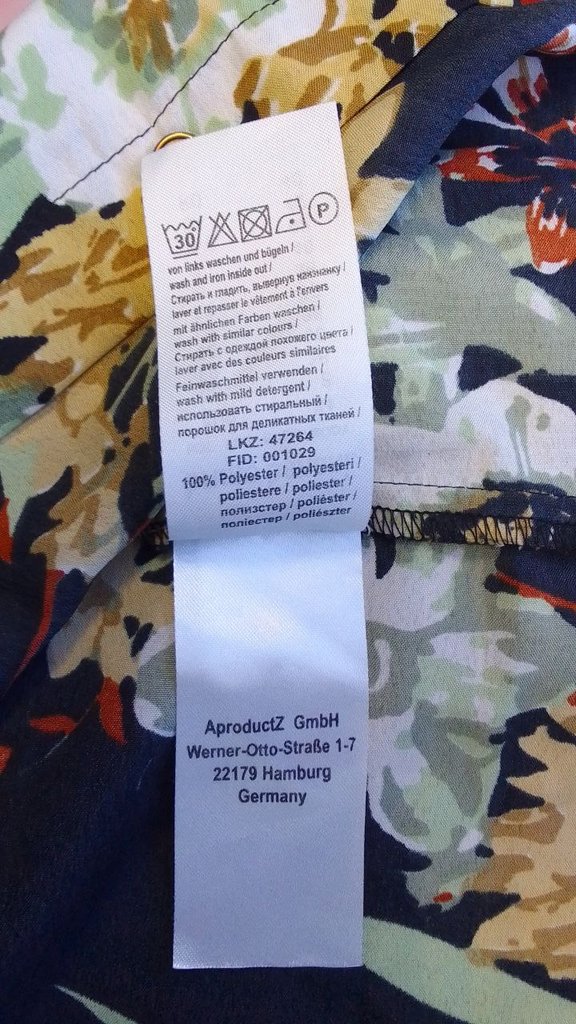 30 P
von links waschen und bügeln /
wash and iron inside out /
Стирать и гладить, вывернув наизнанку /
laver et repasser le vêtement à l'envers
mit ähnlichen Farben waschen /
wash with similar colours /
Стирать с одеждой похожего цвета /
laver avec des couleurs similaires
Feinwaschmittel verwenden /
wash with mild detergent /
использовать стиральный /
порошок для деликатных тканей /
LKZ: 47264
FID: 001029
100% Polyester / polyesteri /
poliestere / poliester /
полиэстер / poliéster /
поліестер / poliészter
AproductZ GmbH
Werner-Otto-Straße 1-7
22179 Hamburg
Germany